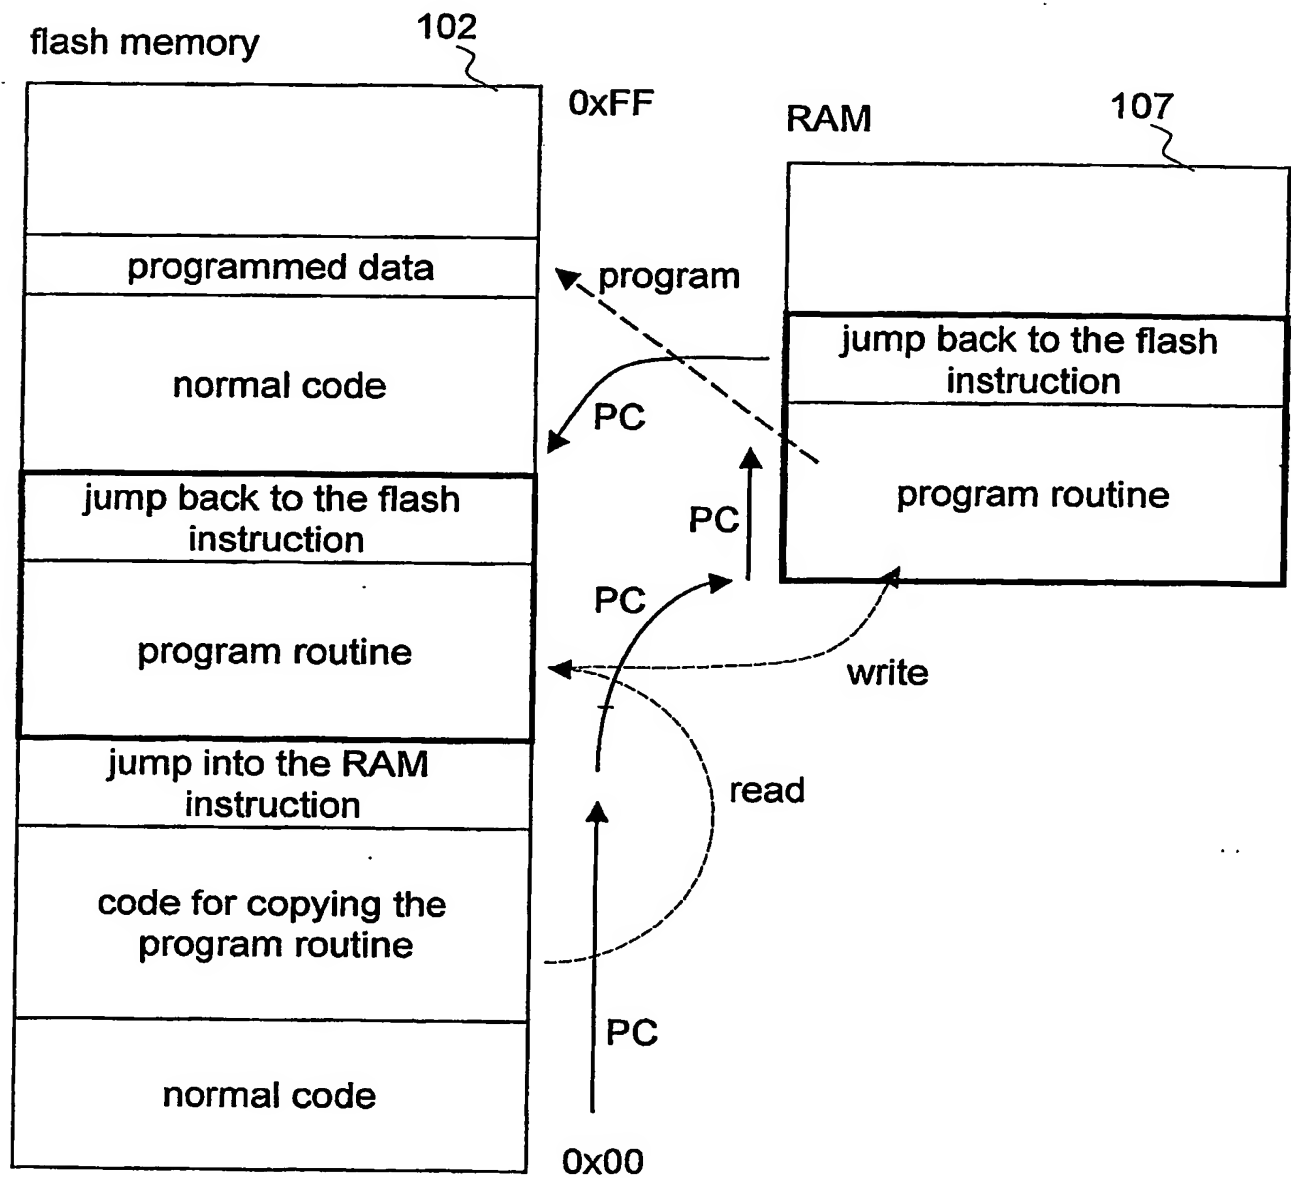 flash memory
102
0xFF
RAM
107
programmed data
program
normal code
PC
jump back to the flash
instruction
program routine
PC
jump back to the flash
instruction
PC
program routine
write
jump into the RAM
instruction
read
code for copying the
program routine
PC
normal code
0x00